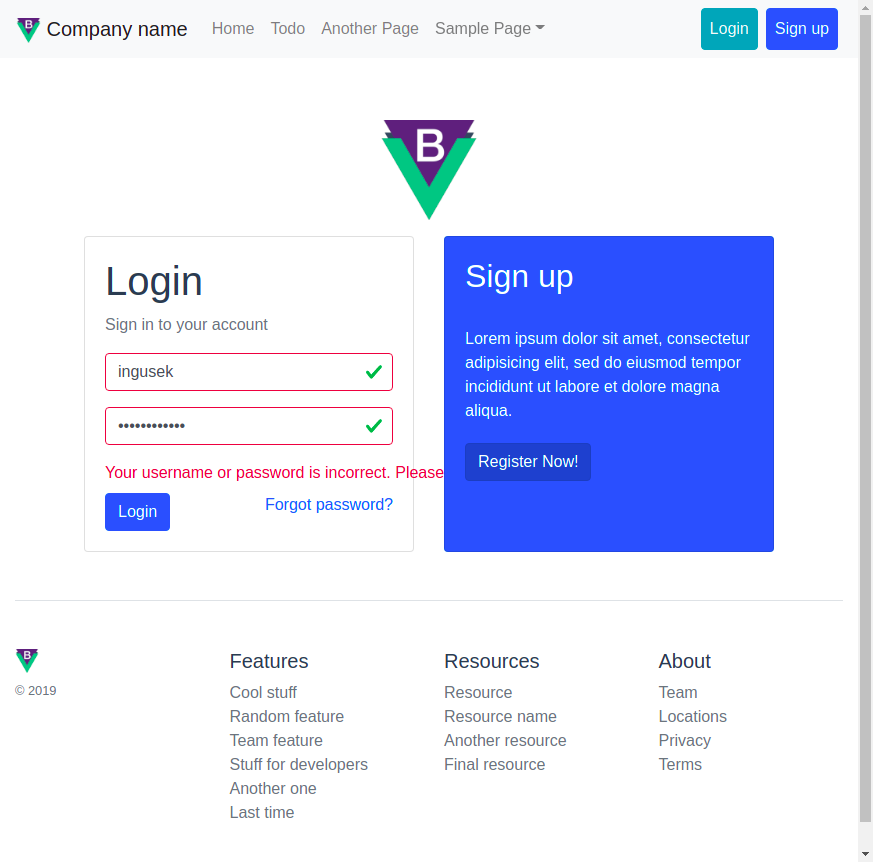 B Company name Home Todo Another Page Sample Page Login Sign up
B
Login
Sign in to your account
ingusek
••••••••••••
Your username or password is incorrect. Please
Login Forgot password?
Sign up
Lorem ipsum dolor sit amet, consectetur
adipisicing elit, sed do eiusmod tempor
incididunt ut labore et dolore magna
aliqua.
Register Now!
B
© 2019
Features
Cool stuff
Random feature
Team feature
Stuff for developers
Another one
Last time
Resources
Resource
Resource name
Another resource
Final resource
About
Team
Locations
Privacy
Terms